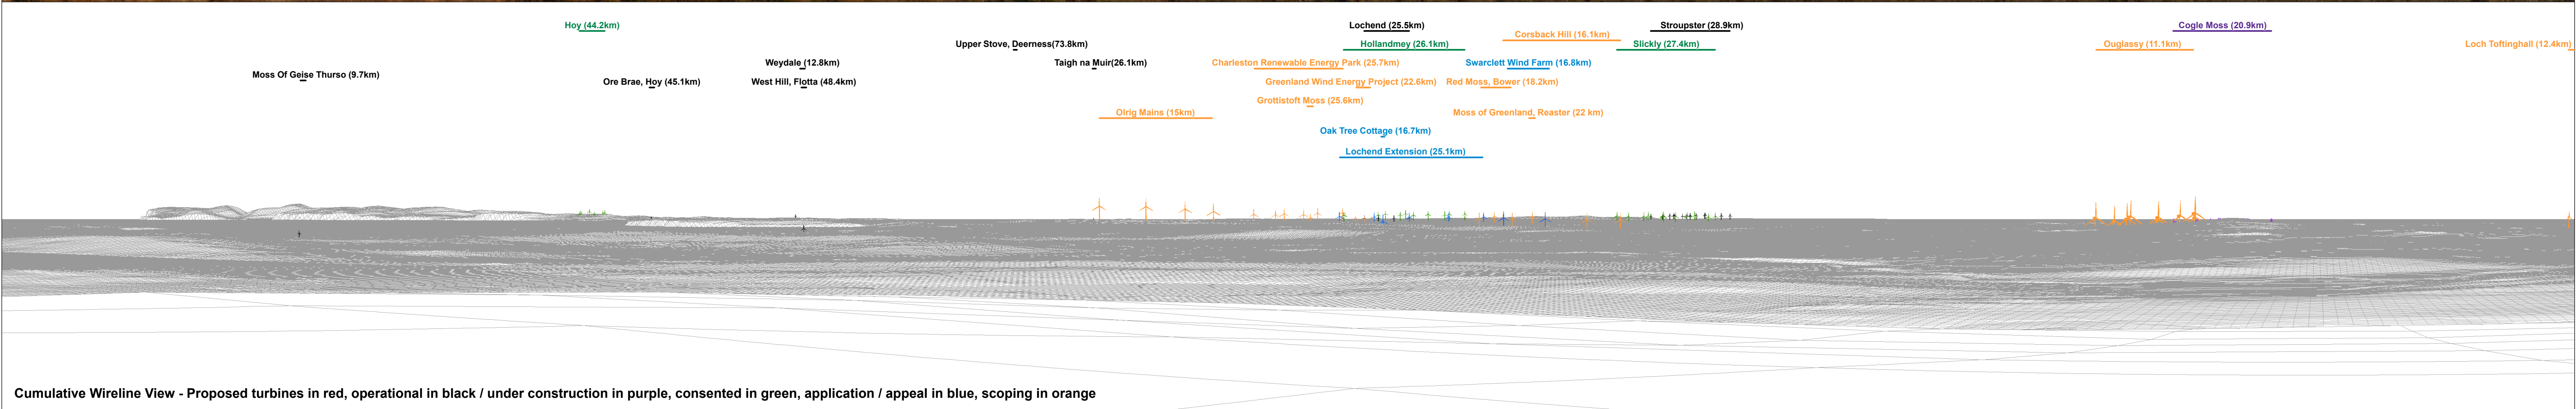 Hoy (44.2km)
Lochend (25.5km)
Stroupster (28.9km)
Cogle Moss (20.9km)
Corsback Hill (16.1km)
Upper Stove, Deerness(73.8km)
Hollandmey (26.1km)
Slickly (27.4km)
Ouglassy (11.1km)
Loch Toftinghall (12.4km)
Weydale (12.8km)
Taigh na Muir(26.1km)
Charleston Renewable Energy Park (25.7km)
Swarclett Wind Farm (16.8km)
Moss Of Geise Thurso (9.7km)
Ore Brae, Hoy (45.1km)
West Hill, Flotta (48.4km)
Greenland Wind Energy Project (22.6km)
Red Moss, Bower (18.2km)
Grottistoft Moss (25.6km)
Olrig Mains (15km)
Moss of Greenland, Reaster (22 km)
Oak Tree Cottage (16.7km)
Lochend Extension (25.1km)
Cumulative Wireline View - Proposed turbines in red, operational in black / under construction in purple, consented in green, application / appeal in blue, scoping in orange